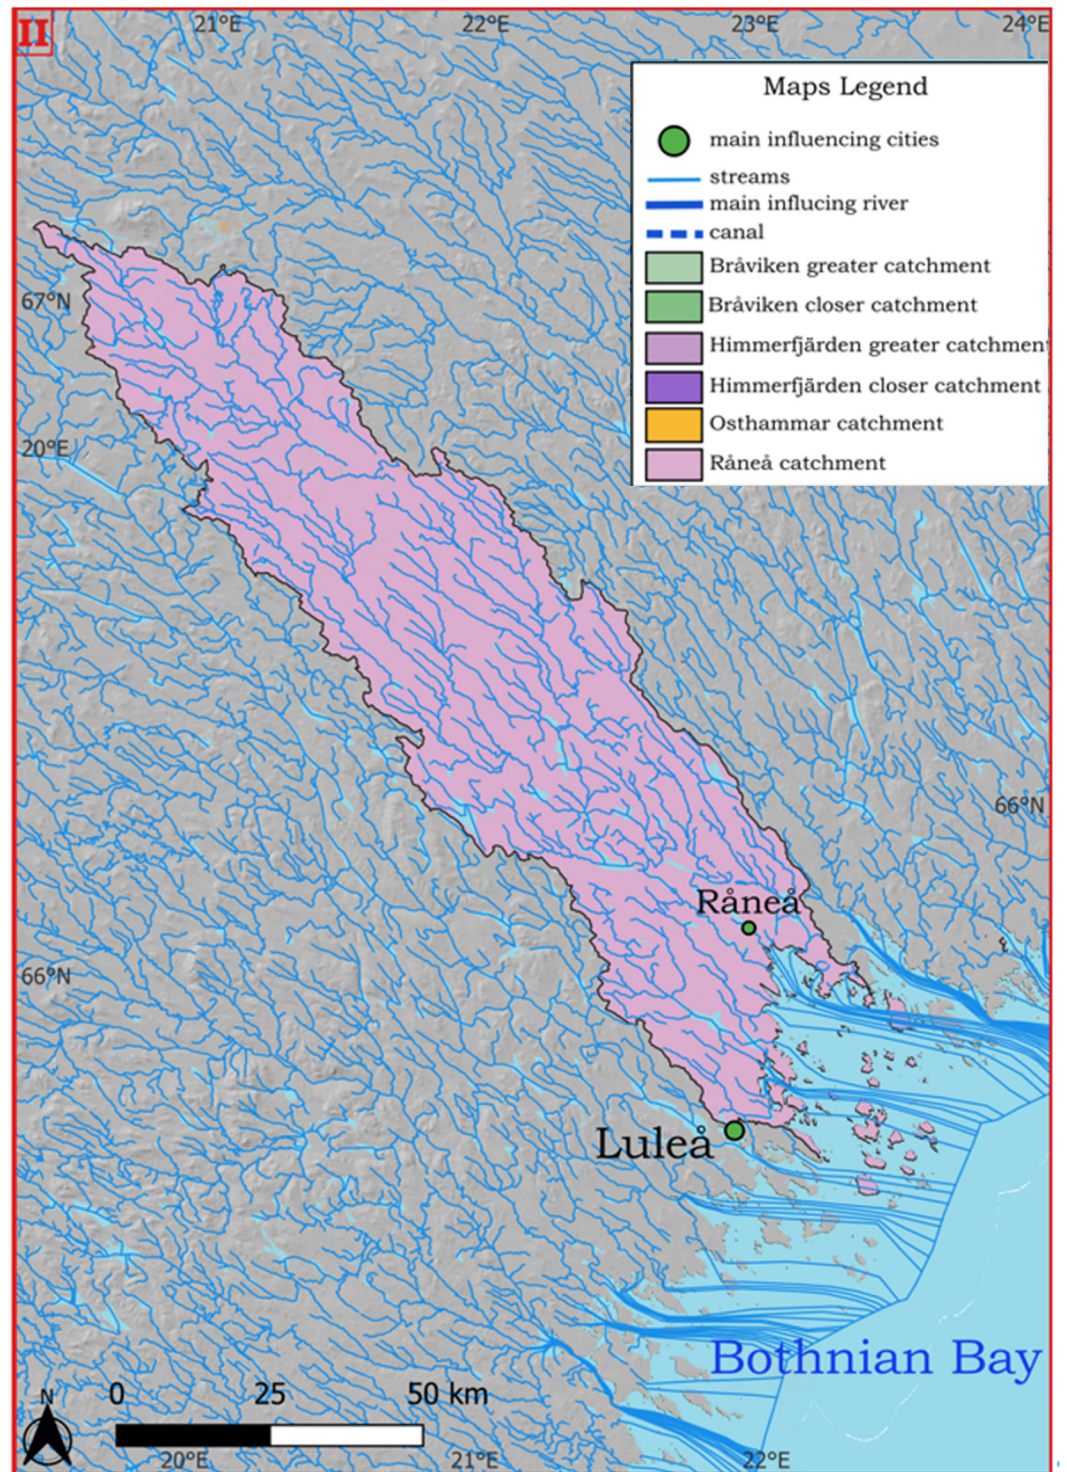 II
21°E
22°E
23°E
24°E
Maps Legend
main influencing cities
streams
main influcing river
canal
Bråviken greater catchment
Bråviken closer catchment
Himmerfjärden greater catchment
Himmerfjärden closer catchment
Osthammar catchment
Råneå catchment
67°N
20°E
66°N
Råneå
66°N
Luleå
Bothnian Bay
N
0
25
50 km
20°E
21°E
22°E